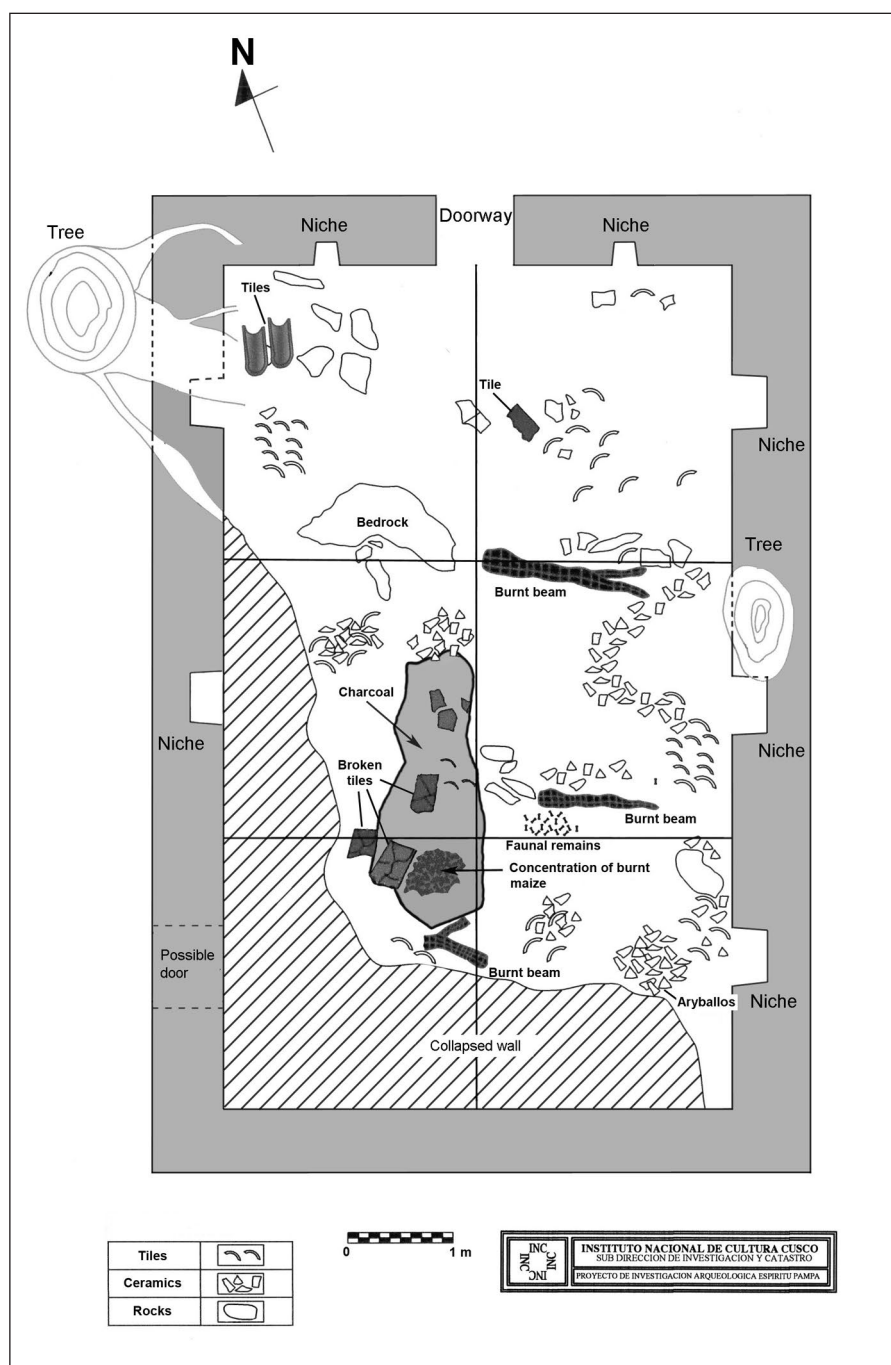 N
Doorway
Niche
Niche
Tree
Tiles
Tile
Niche
Bedrock
Tree
Burnt beam
Charcoal
Niche
Niche
Broken
tiles
Burnt beam
Faunal remains
Concentration of burnt
maize
Possible
door
Burnt beam
Aryballos
Niche
Collapsed wall
Tiles
Ceramics
Rocks
0 1 m
INC
INC
INC
INC
INSTITUTO NACIONAL DE CULTURA CUSCO
SUB DIRECCION DE INVESTIGACION Y CATASTRO
PROYECTO DE INVESTIGACION ARQUEOLOGICA ESPIRITU PAMPA